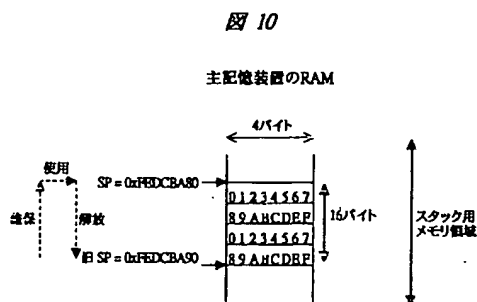 図 10
主記憶装置のRAM
4バイト
使用
SP = 0xFEDCBA80
01234567
確保
解放
89ABCDEF
16バイト
スタック用
メモリ領域
01234567
旧 SP = 0xFEDCBA90
89ABCDEF